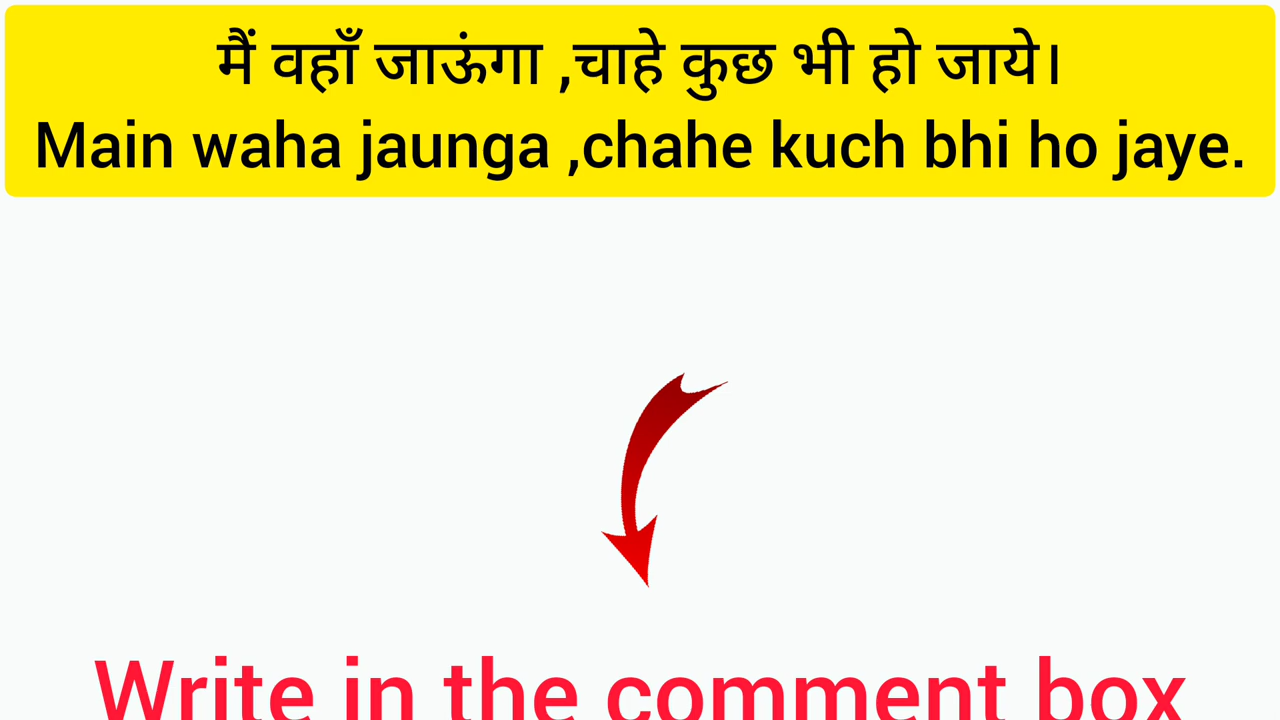 मैं वहाँ जाऊंगा ,चाहे कुछ भी हो जाये।
Main waha jaunga ,chahe kuch bhi ho jaye.
Write in the comment box